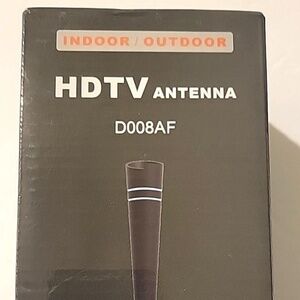 INDOOR / OUTDOOR
HDTV ANTENNA
D008AF